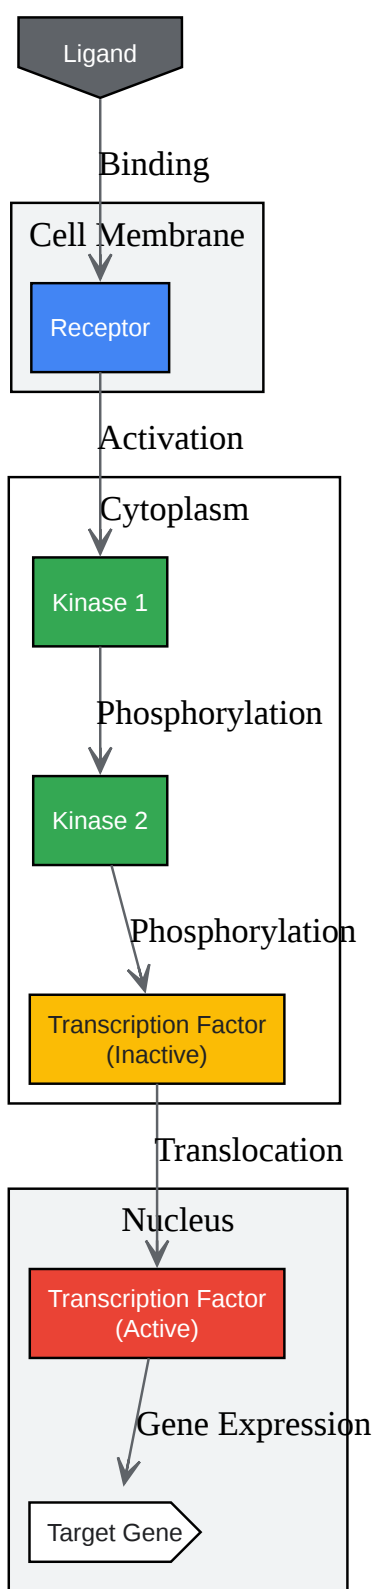 Ligand
Binding
Cell Membrane
Receptor
Activation
Cytoplasm
Kinase 1
Phosphorylation
Kinase 2
Phosphorylation
Transcription Factor
(Inactive)
Translocation
Nucleus
Transcription Factor
(Active)
Gene Expression
Target Gene